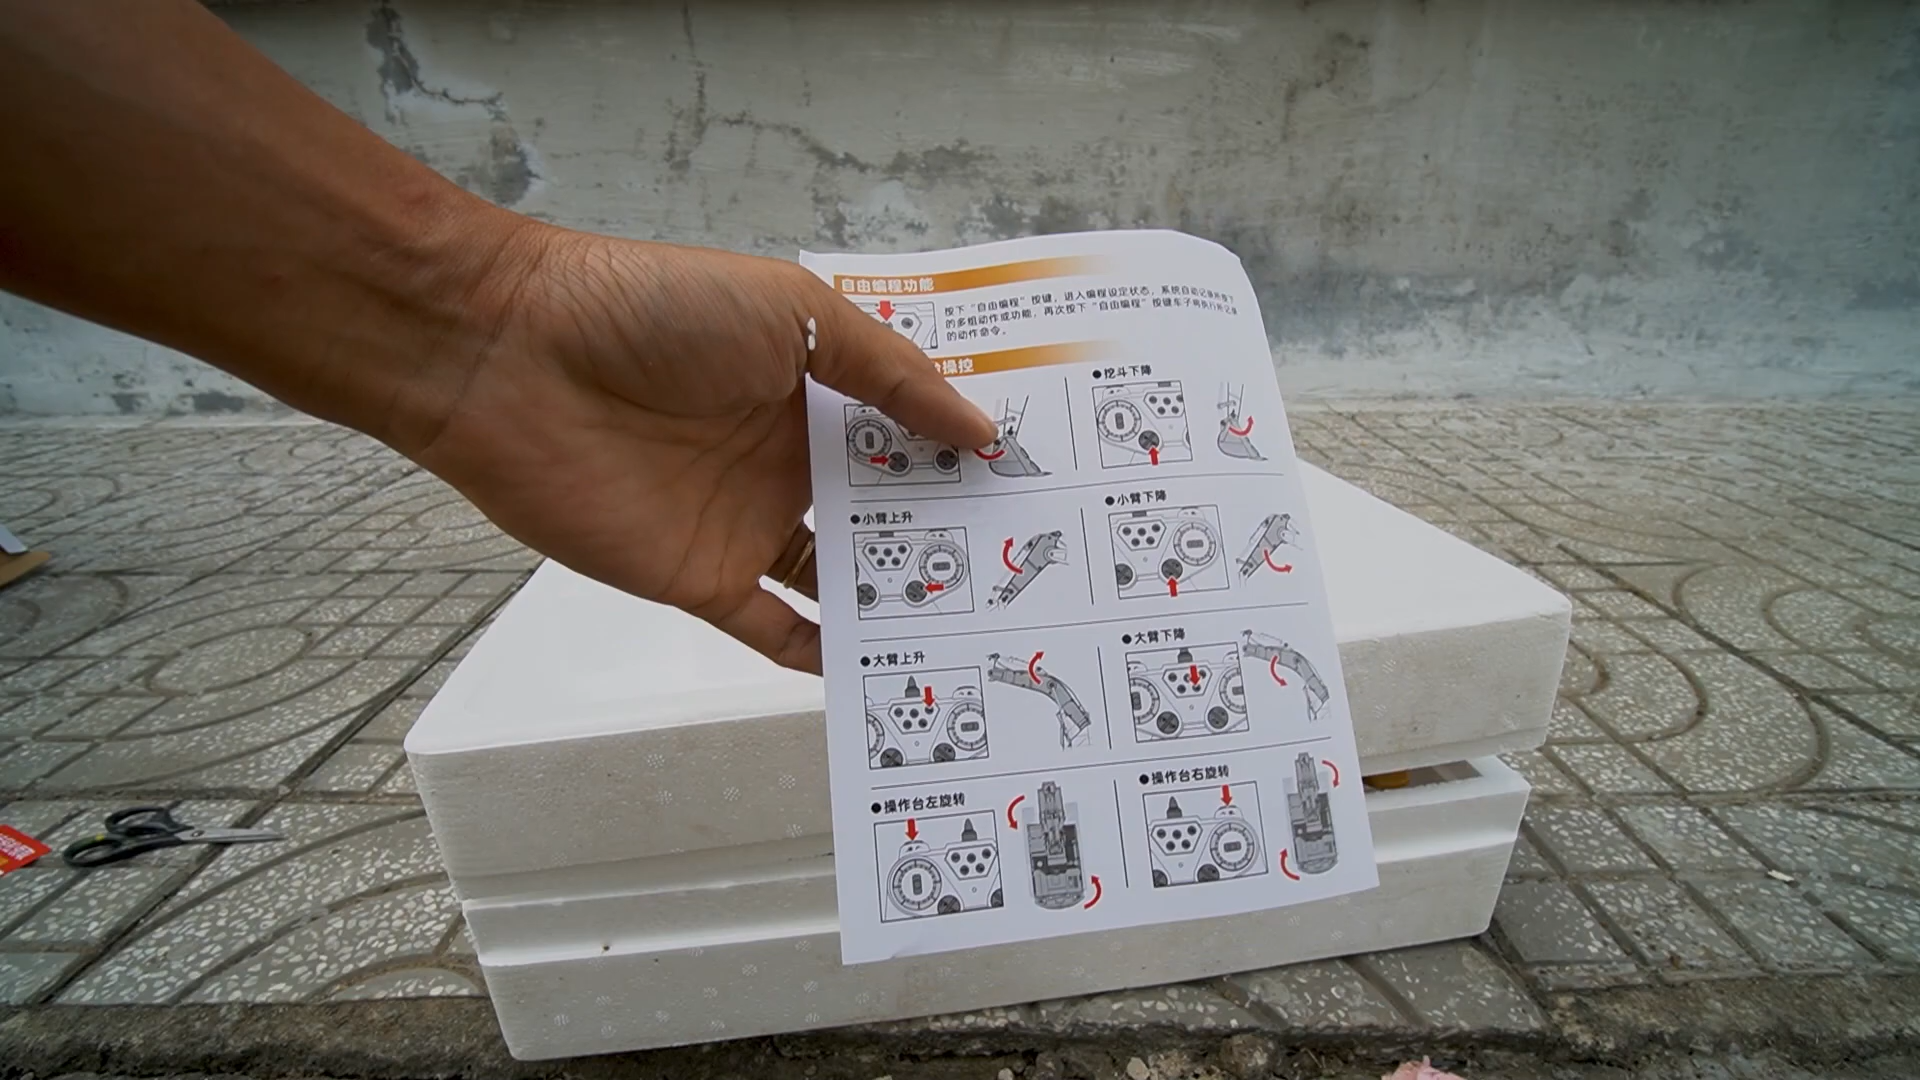 自由编程功能
按下“自由编程”按键，进入编程设定状态，系统自动记录所按下
的多组动作或功能，再次按下“自由编程”按键车子将执行所记录
的动作命令。
操控
●挖斗下降
●小臂上升
●小臂下降
●大臂上升
●大臂下降
●操作台左旋转
●操作台右旋转